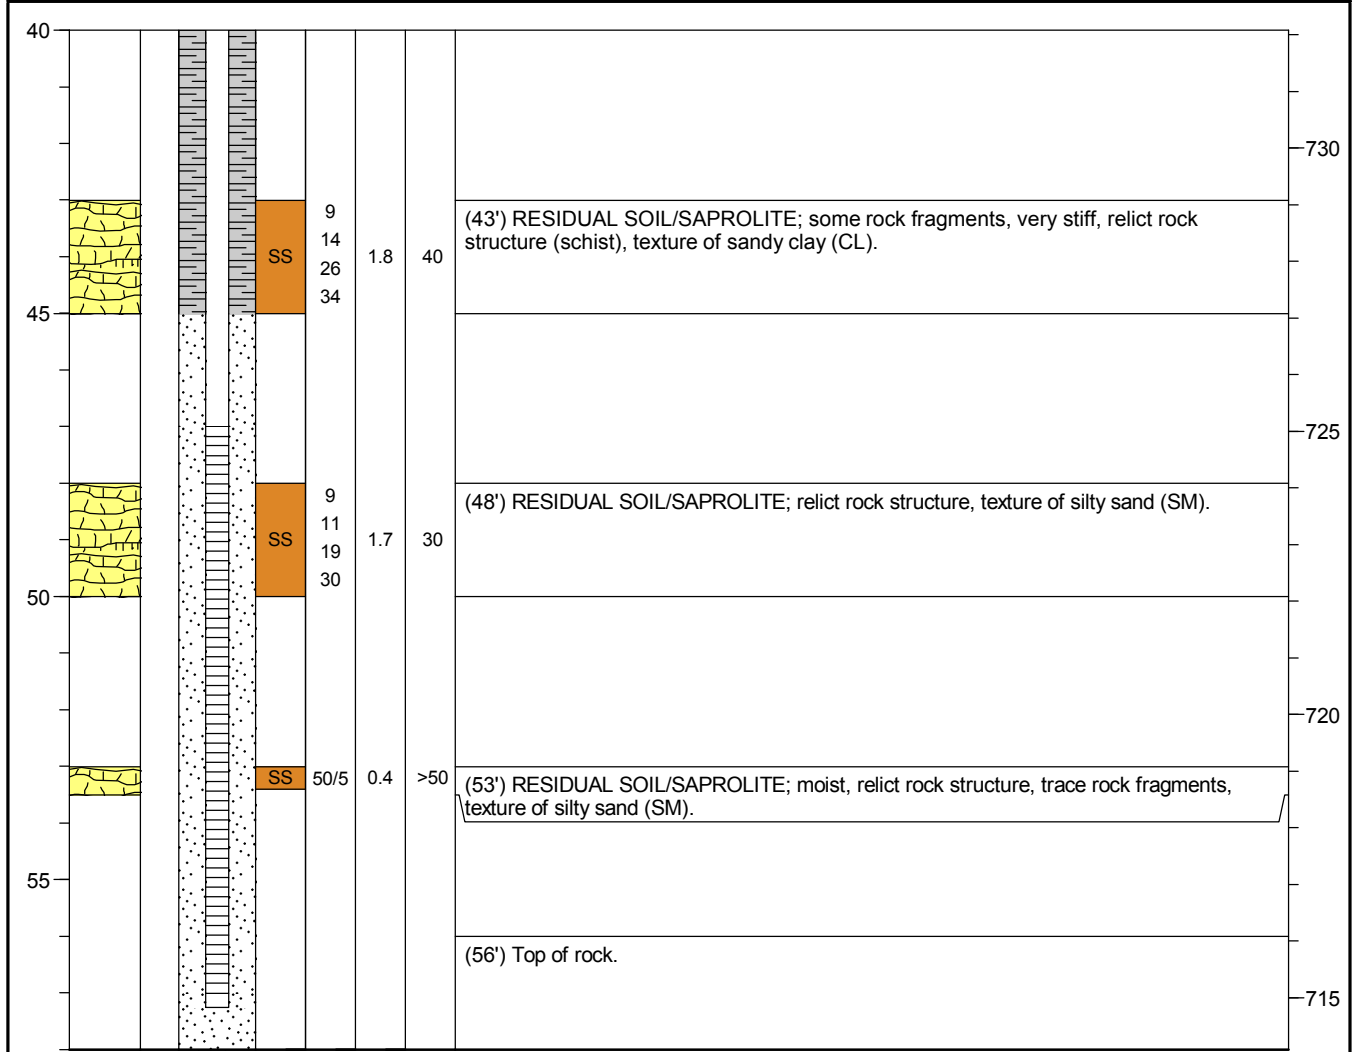 40
730
9
14
26
34
SS
1.8
40
(43') RESIDUAL SOIL/SAPROLITE; some rock fragments, very stiff, relict rock
structure (schist), texture of sandy clay (CL).
45
725
9
11
19
30
SS
1.7
30
(48') RESIDUAL SOIL/SAPROLITE; relict rock structure, texture of silty sand (SM).
50
720
SS
50/5
0.4
>50
(53') RESIDUAL SOIL/SAPROLITE; moist, relict rock structure, trace rock fragments,
texture of silty sand (SM).
55
(56') Top of rock.
715